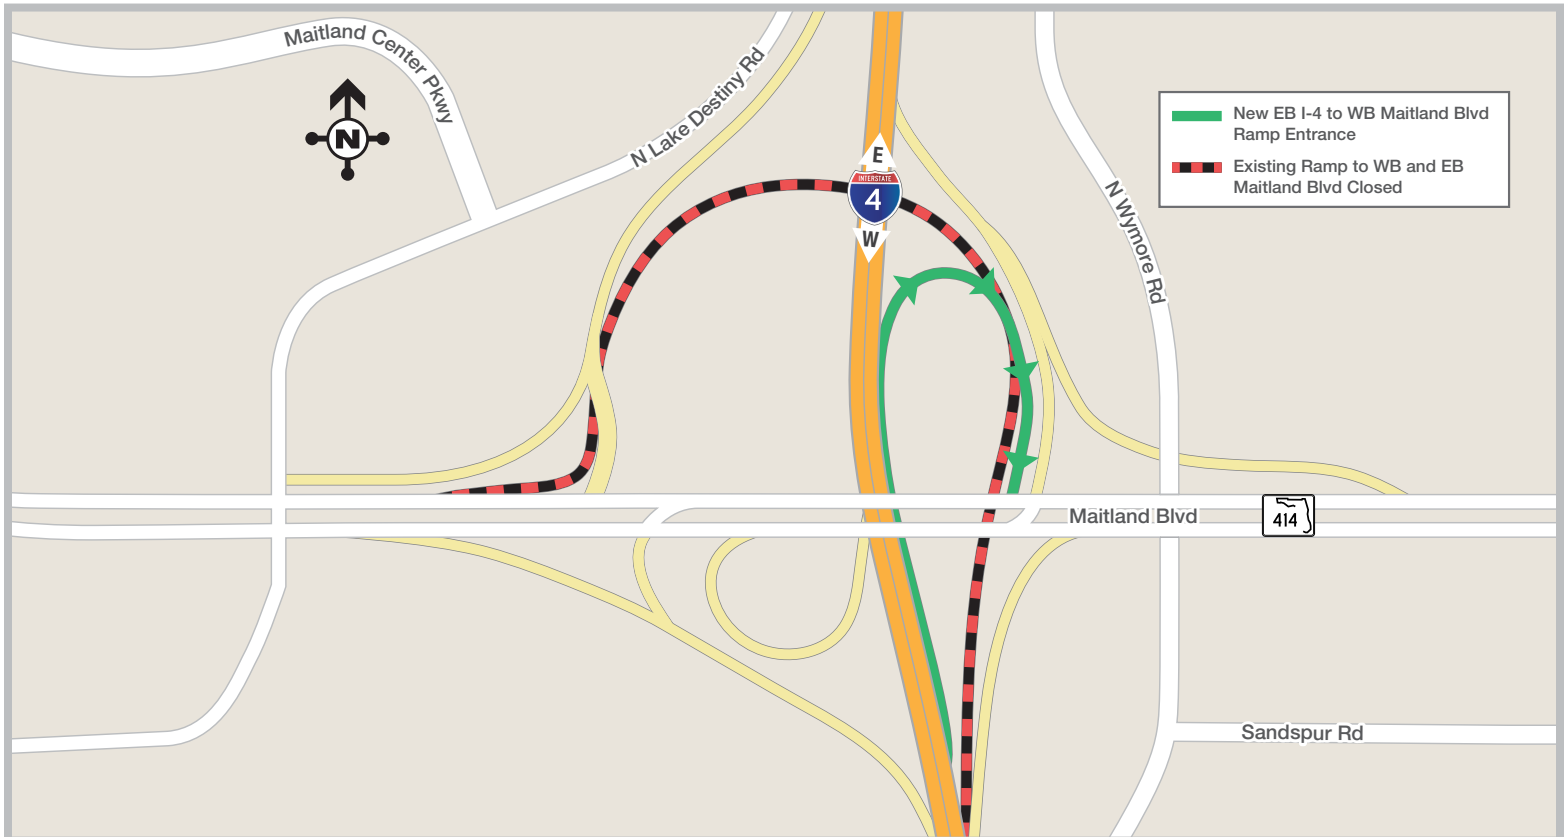 Maitland Center Pkwy
N Lake Destiny Rd
N
E
INTERSTATE
4
W
New EB I-4 to WB Maitland Blvd
Ramp Entrance
Existing Ramp to WB and EB
Maitland Blvd Closed
N Wymore Rd
Maitland Blvd
414
Sandspur Rd